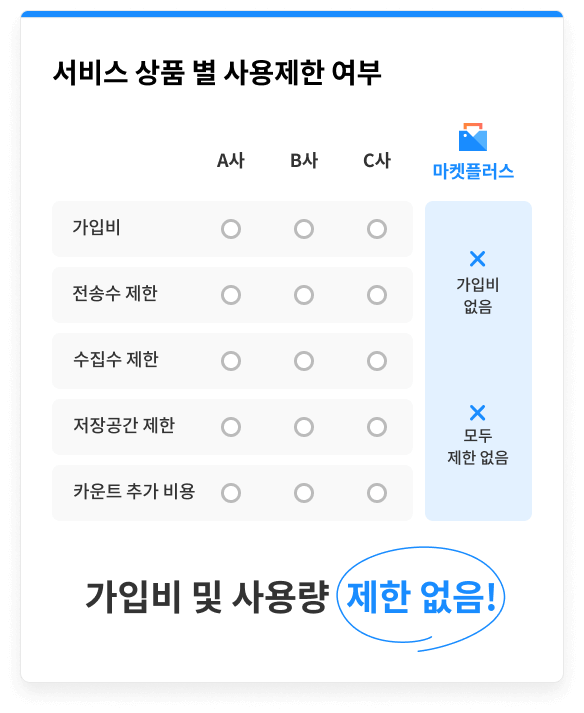 서비스 상품 별 사용제한 여부
A사 B사 C사 마켓플러스
가입비
전송수 제한
수집수 제한
저장공간 제한
카운트 추가 비용
가입비
없음
모두
제한 없음
가입비 및 사용량 제한 없음!